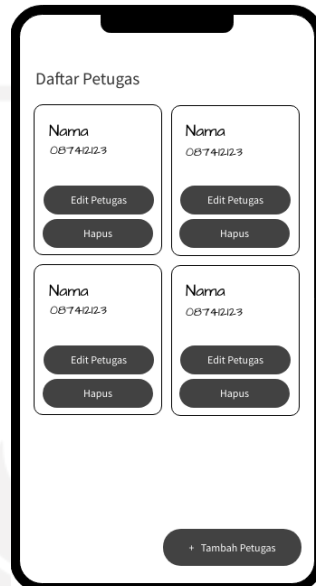 Daftar Petugas
Nama
087412123
Edit Petugas
Hapus
Nama
087412123
Edit Petugas
Hapus
Nama
087412123
Edit Petugas
Hapus
Nama
087412123
Edit Petugas
Hapus
+ Tambah Petugas